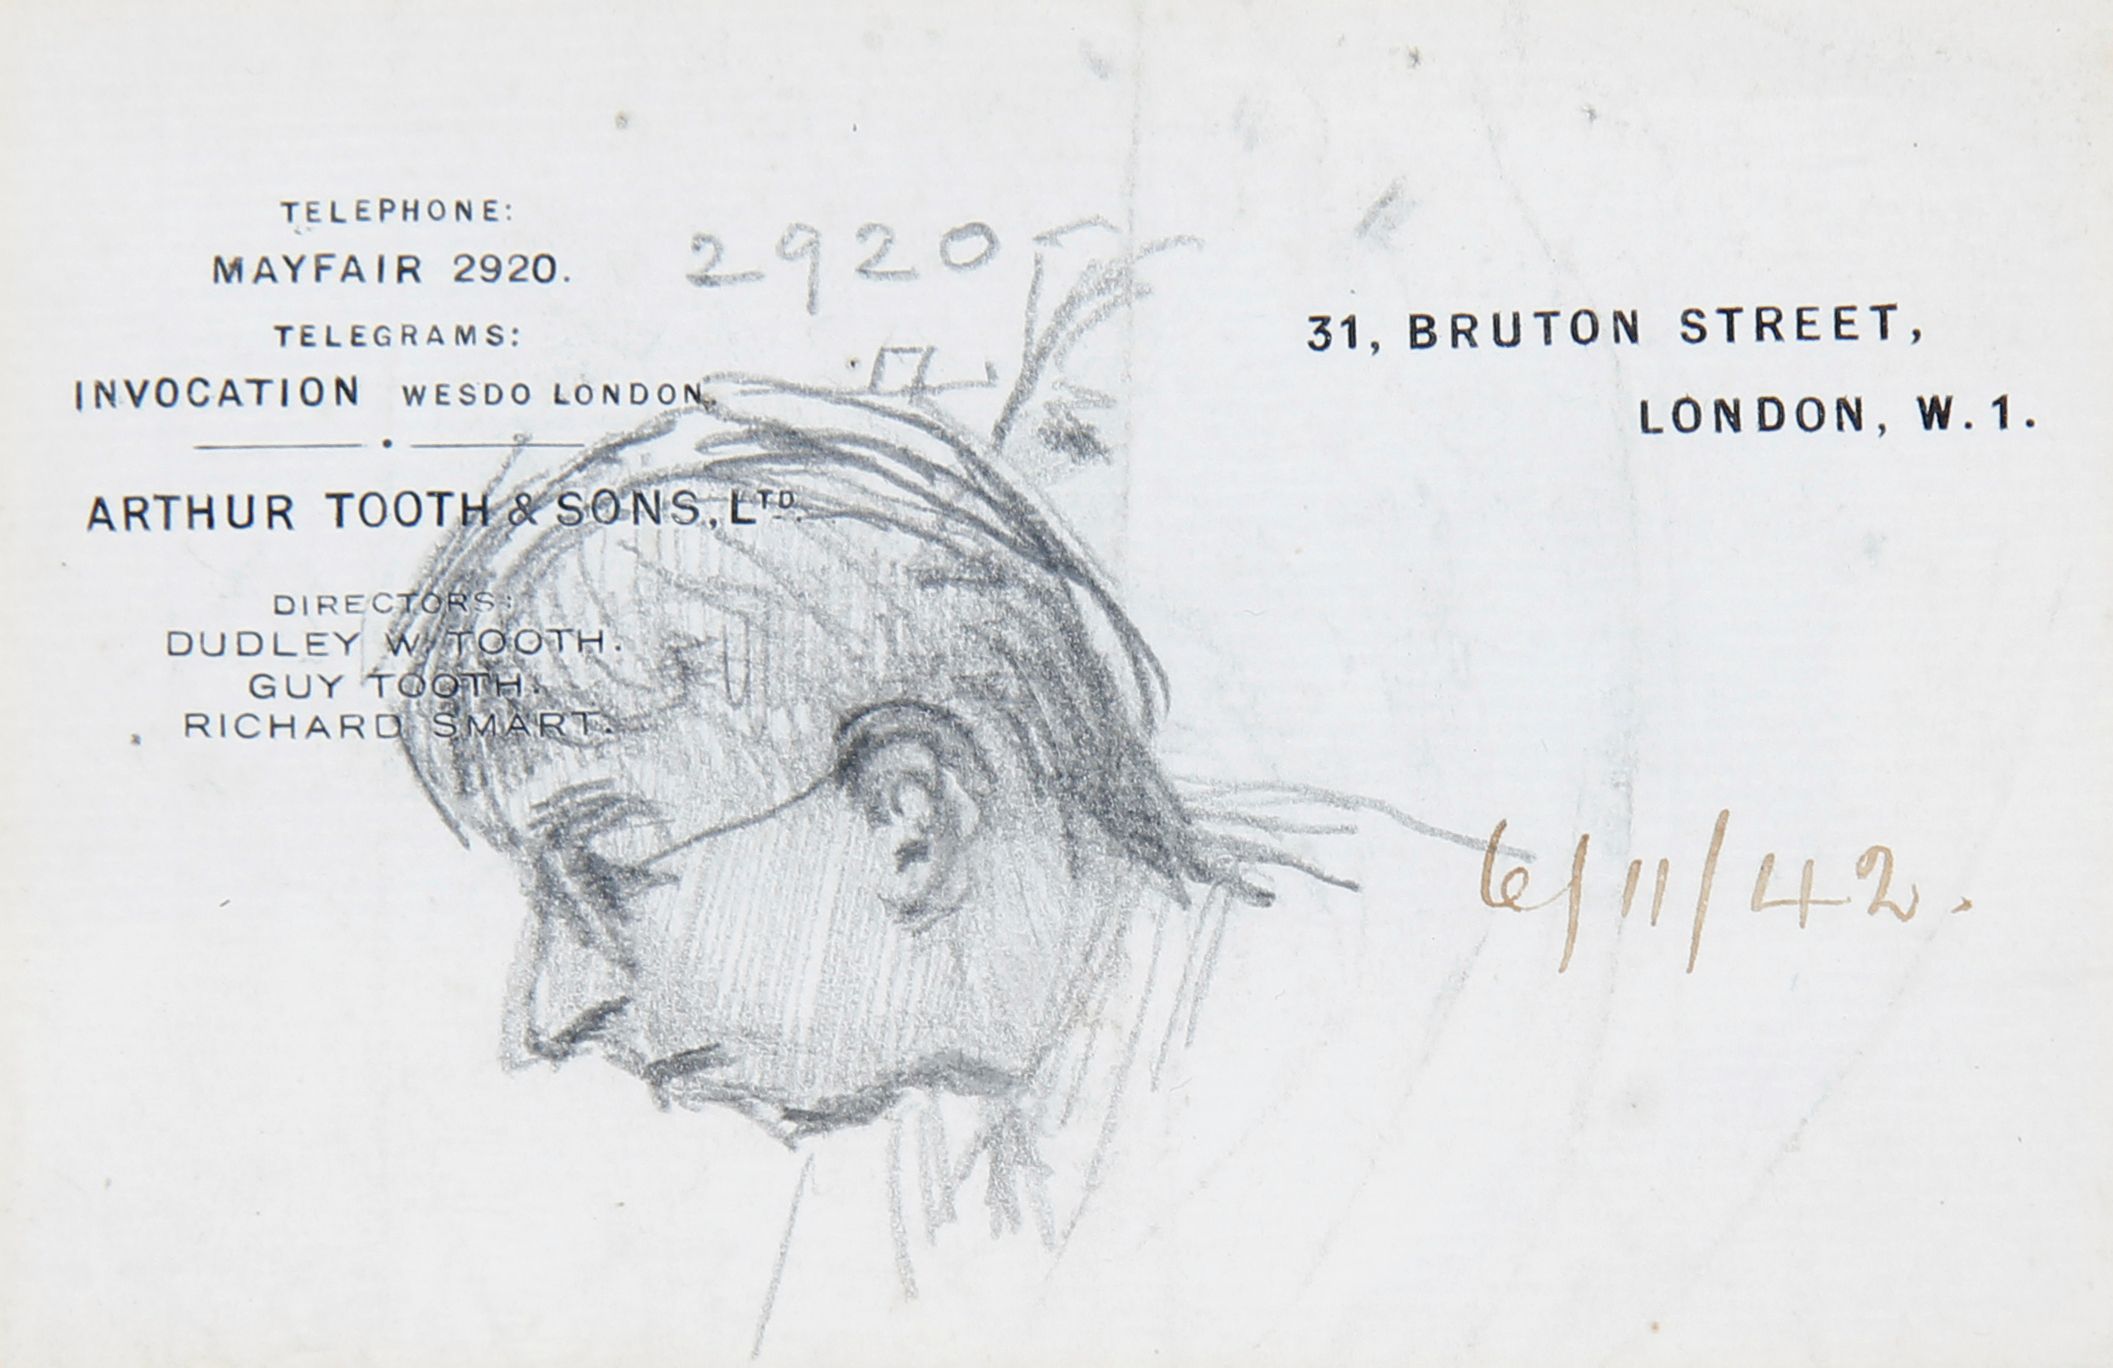 TELEPHONE:
MAYFAIR 2920.
TELEGRAMS:
INVOCATION WESDO LONDON.
ARTHUR TOOTH & SONS, LTD.
DIRECTORS:
DUDLEY W. TOOTH.
GUY TOOTH.
RICHARD SMART.
2920
31, BRUTON STREET,
LONDON, W. 1.
6/11/42.